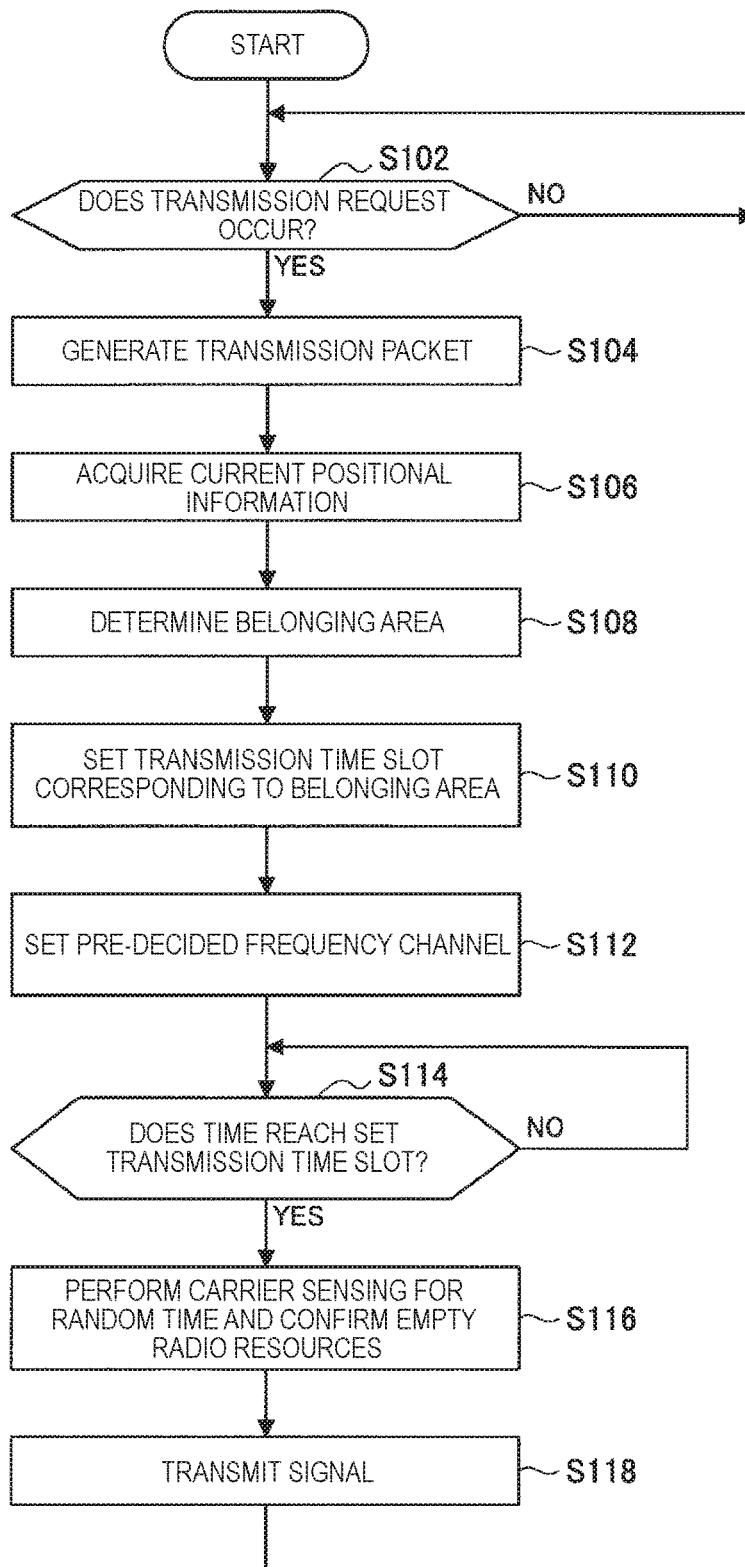 START
S102
DOES TRANSMISSION REQUEST
OCCUR?
NO
YES
GENERATE TRANSMISSION PACKET
S104
ACQUIRE CURRENT POSITIONAL
INFORMATION
S106
DETERMINE BELONGING AREA
S108
SET TRANSMISSION TIME SLOT
CORRESPONDING TO BELONGING AREA
S110
SET PRE-DECIDED FREQUENCY CHANNEL
S112
S114
DOES TIME REACH SET
TRANSMISSION TIME SLOT?
NO
YES
PERFORM CARRIER SENSING FOR
RANDOM TIME AND CONFIRM EMPTY
RADIO RESOURCES
S116
TRANSMIT SIGNAL
S118